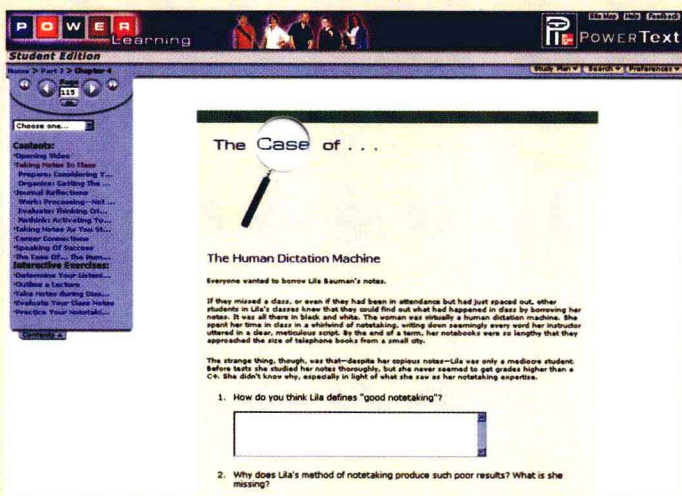 POWER
Learning
Site Map Help Feedback
POWERText
Student Edition
Home > Part 2 > Chapter 4
Study Plan Search Preferences
Page
115
Choose one...
Contents:
Opening Video
Taking Notes In Class
Prepare: Considering Y...
Organize: Getting The ...
Journal Reflections
Work: Processing--Not ...
Evaluate: Thinking Cri...
Rethink: Activating Yo...
Taking Notes As You St...
Career Connections
Speaking Of Success
The Case Of... The Hum...
Interactive Exercises:
Determine Your Listeni...
Outline a Lecture
Take Notes during Disc...
Evaluate Your Class Notes
Practice Your Notetaki...
Contents
The Case of . . .
The Human Dictation Machine
Everyone wanted to borrow Lila Bauman's notes.
If they missed a class, or even if they had been in attendance but had just spaced out, other
students in Lila's classes knew that they could find out what had happened in class by borrowing her
notes. It was all there in black and white. The woman was virtually a human dictation machine. She
spent her time in class in a whirlwind of notetaking, writing down seemingly every word her instructor
uttered in a clear, meticulous script. By the end of a term, her notebooks were so lengthy that they
approached the size of telephone books from a small city.
The strange thing, though, was that—despite her copious notes—Lila was only a mediocre student.
Before tests she studied her notes thoroughly, but she never seemed to get grades higher than a
C+. She didn't know why, especially in light of what she saw as her notetaking expertise.
1. How do you think Lila defines "good notetaking"?
2. Why does Lila's method of notetaking produce such poor results? What is she
missing?